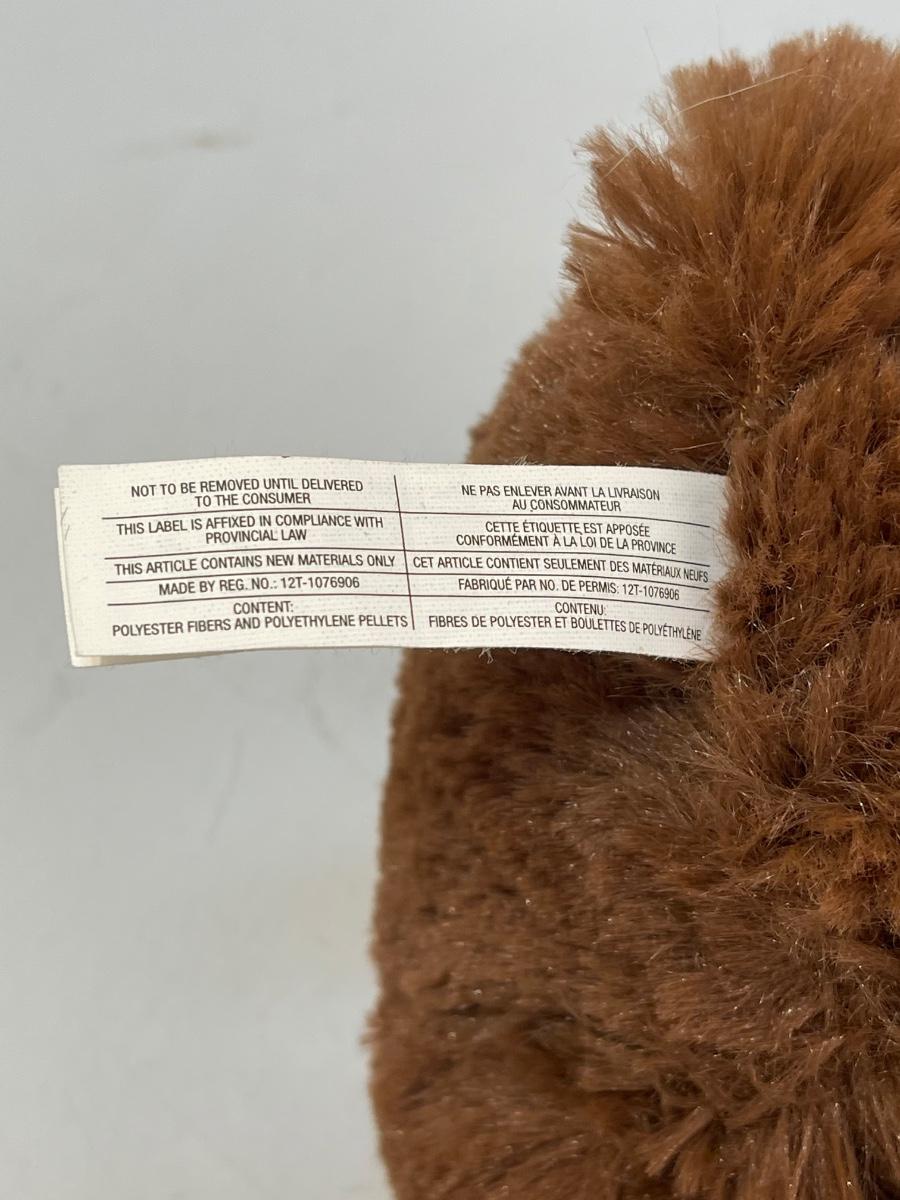 NOT TO BE REMOVED UNTIL DELIVERED
TO THE CONSUMER
THIS LABEL IS AFFIXED IN COMPLIANCE WITH
PROVINCIAL LAW
THIS ARTICLE CONTAINS NEW MATERIALS ONLY
MADE BY REG. NO.: 12T-1076906
CONTENT:
POLYESTER FIBERS AND POLYETHYLENE PELLETS
NE PAS ENLEVER AVANT LA LIVRAISON
AU CONSOMMATEUR
CETTE ÉTIQUETTE EST APPOSÉE
CONFORMÉMENT À LA LOI DE LA PROVINCE
CET ARTICLE CONTIENT SEULEMENT DES MATÉRIAUX NEUFS
FABRIQUÉ PAR NO. DE PERMIS: 12T-1076906
CONTENU:
FIBRES DE POLYESTER ET BOULETTES DE POLYÉTHYLÈNE